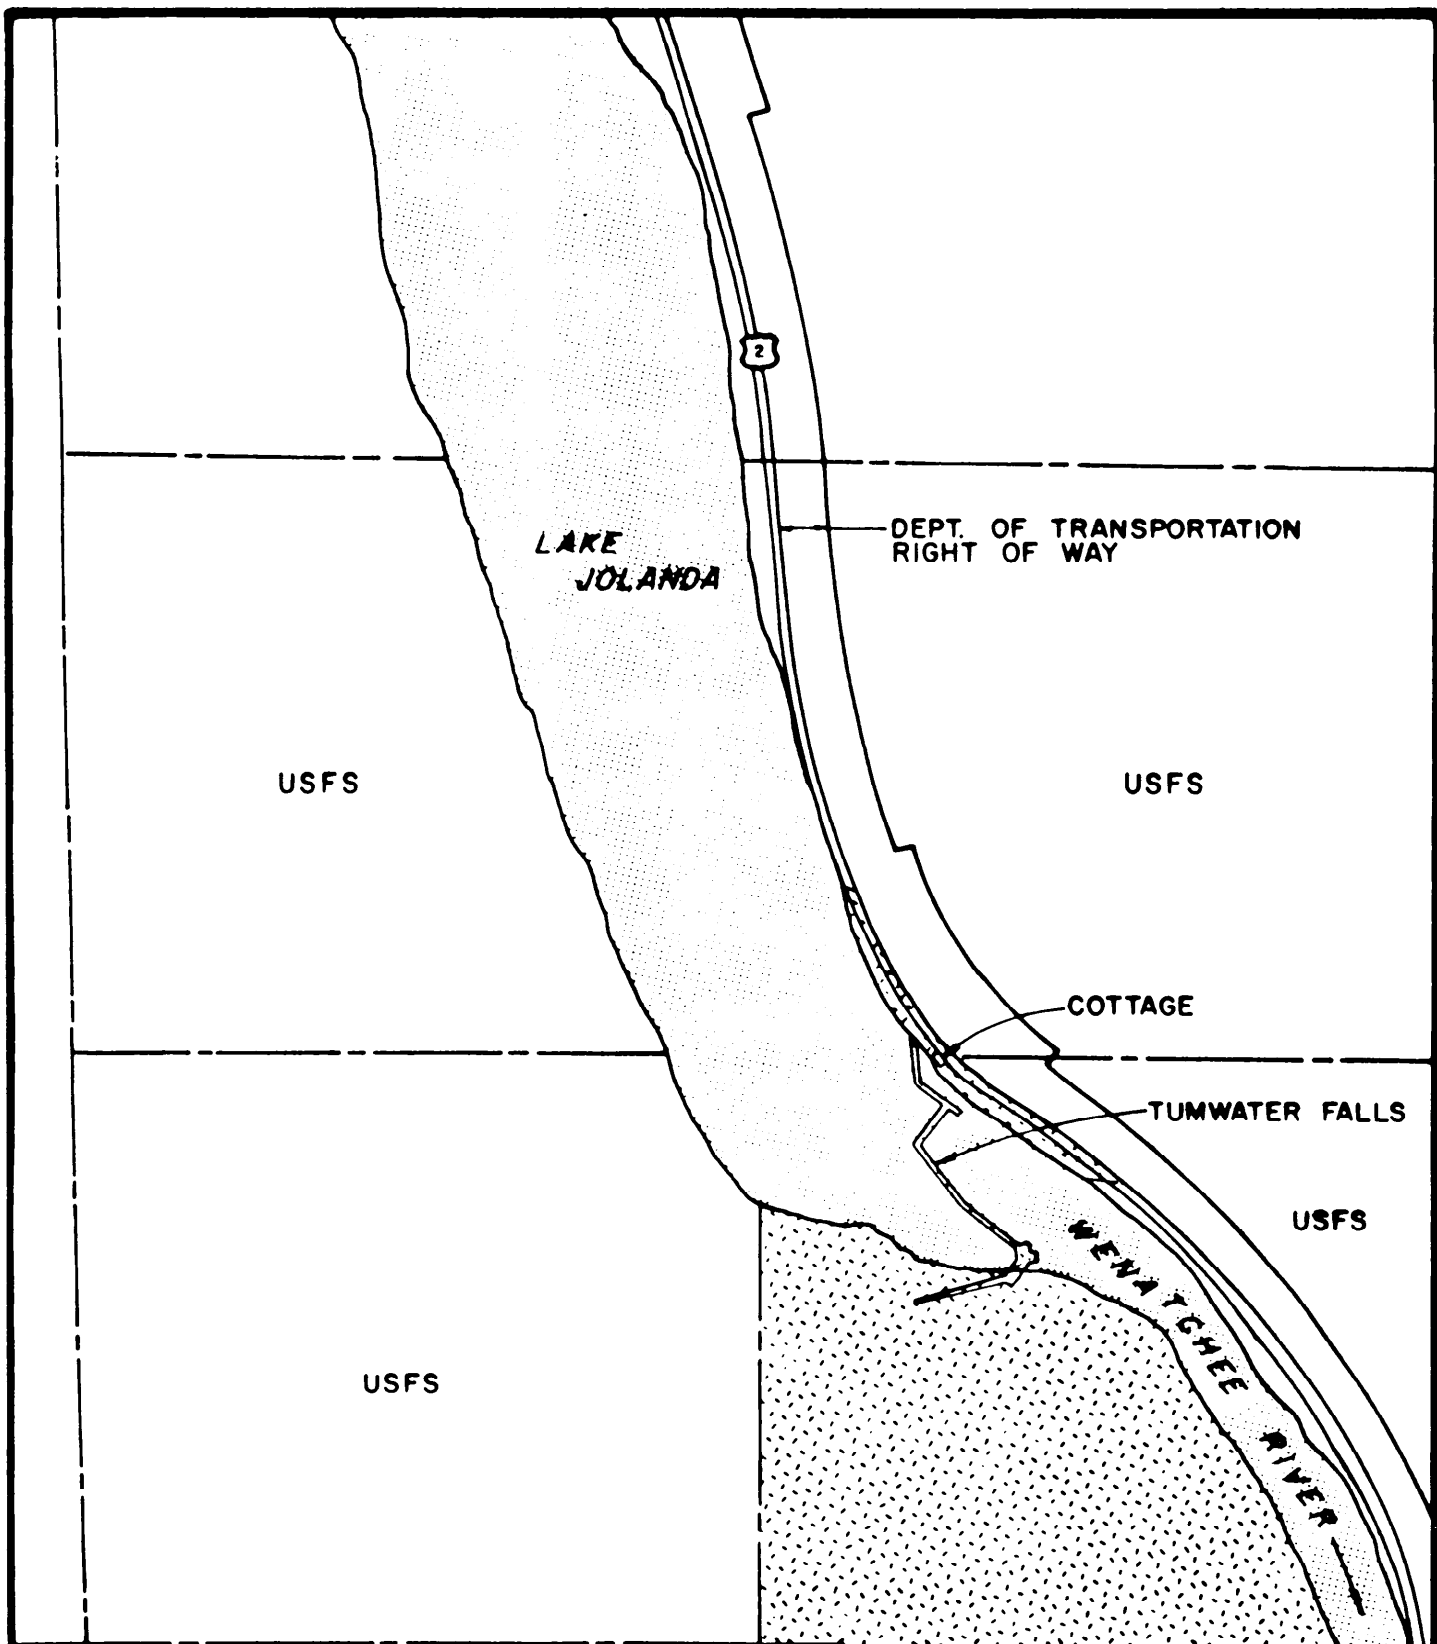 2
DEPT. OF TRANSPORTATION
RIGHT OF WAY
LAKE
JOLANDA
USFS
USFS
COTTAGE
TUMWATER FALLS
USFS
WENATCHEE RIVER
USFS